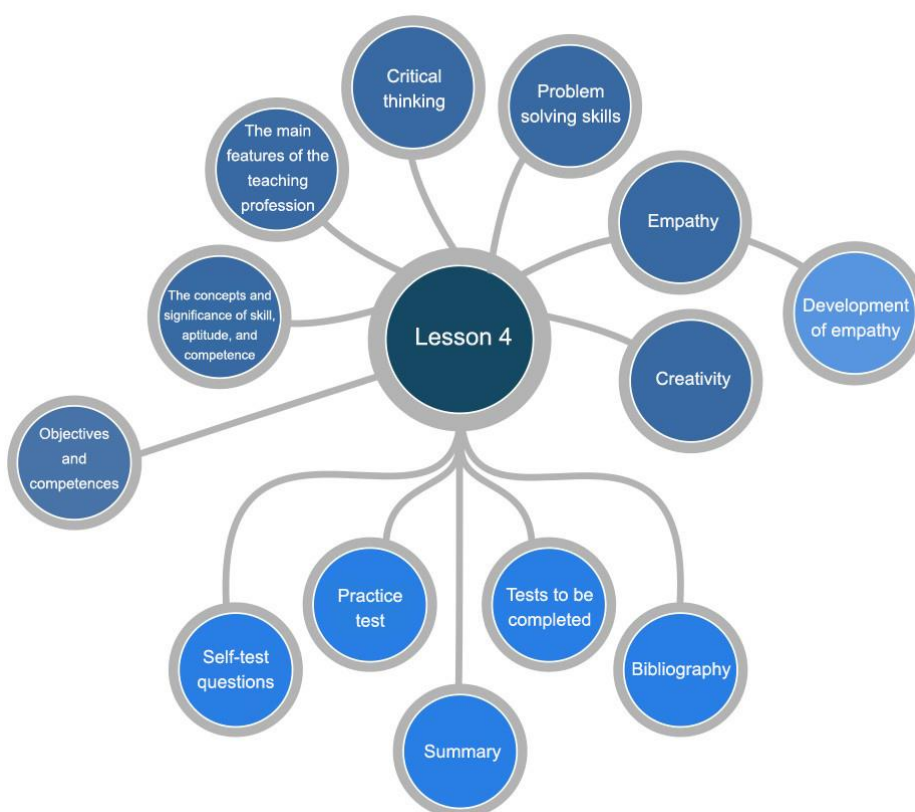 Critical
thinking
Problem
solving skills
The main
features of the
teaching
profession
Empathy
Development
of empathy
The concepts and
significance of skill,
aptitude, and
competence
Lesson 4
Creativity
Objectives
and
competences
Practice
test
Tests to be
completed
Self-test
questions
Bibliography
Summary